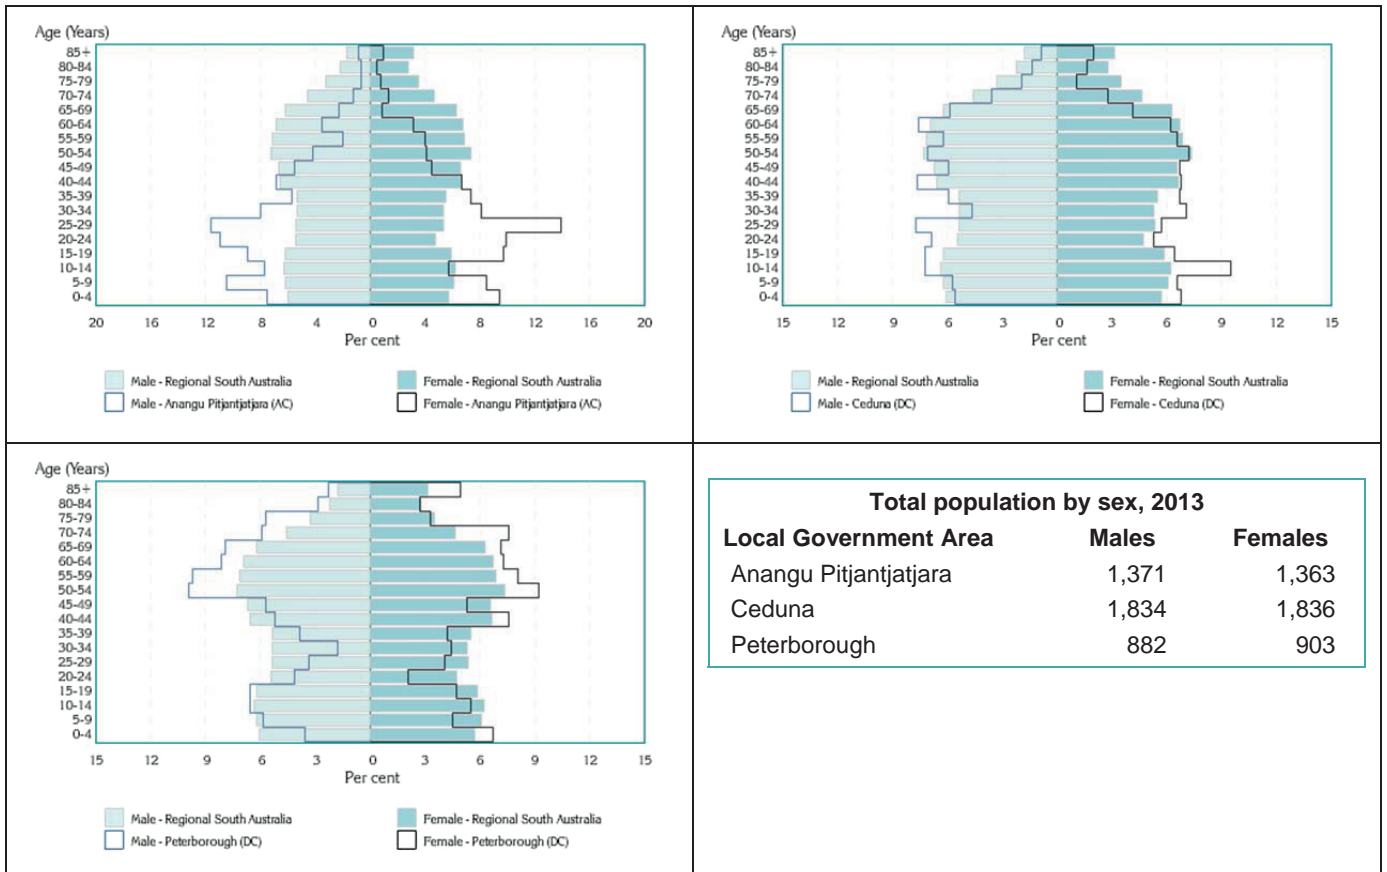 Age (Years)
85+
80-84
75-79
70-74
65-69
60-64
55-59
50-54
45-49
40-44
35-39
30-34
25-29
20-24
15-19
10-14
5-9
0-4
20 16 12 8 4 0 4 8 12 16 20
Per cent
Male - Regional South Australia Female - Regional South Australia
Male - Anangu Pitjantjatjara (AC) Female - Anangu Pitjantjatjara (AC)
Age (Years)
85+
80-84
75-79
70-74
65-69
60-64
55-59
50-54
45-49
40-44
35-39
30-34
25-29
20-24
15-19
10-14
5-9
0-4
15 12 9 6 3 0 3 6 9 12 15
Per cent
Male - Regional South Australia Female - Regional South Australia
Male - Ceduna (DC) Female - Ceduna (DC)
Age (Years)
85+
80-84
75-79
70-74
65-69
60-64
55-59
50-54
45-49
40-44
35-39
30-34
25-29
20-24
15-19
10-14
5-9
0-4
15 12 9 6 3 0 3 6 9 12 15
Per cent
Male - Regional South Australia Female - Regional South Australia
Male - Peterborough (DC) Female - Peterborough (DC)
Total population by sex, 2013
Local Government Area Males Females
Anangu Pitjantjatjara 1,371 1,363
Ceduna 1,834 1,836
Peterborough 882 903